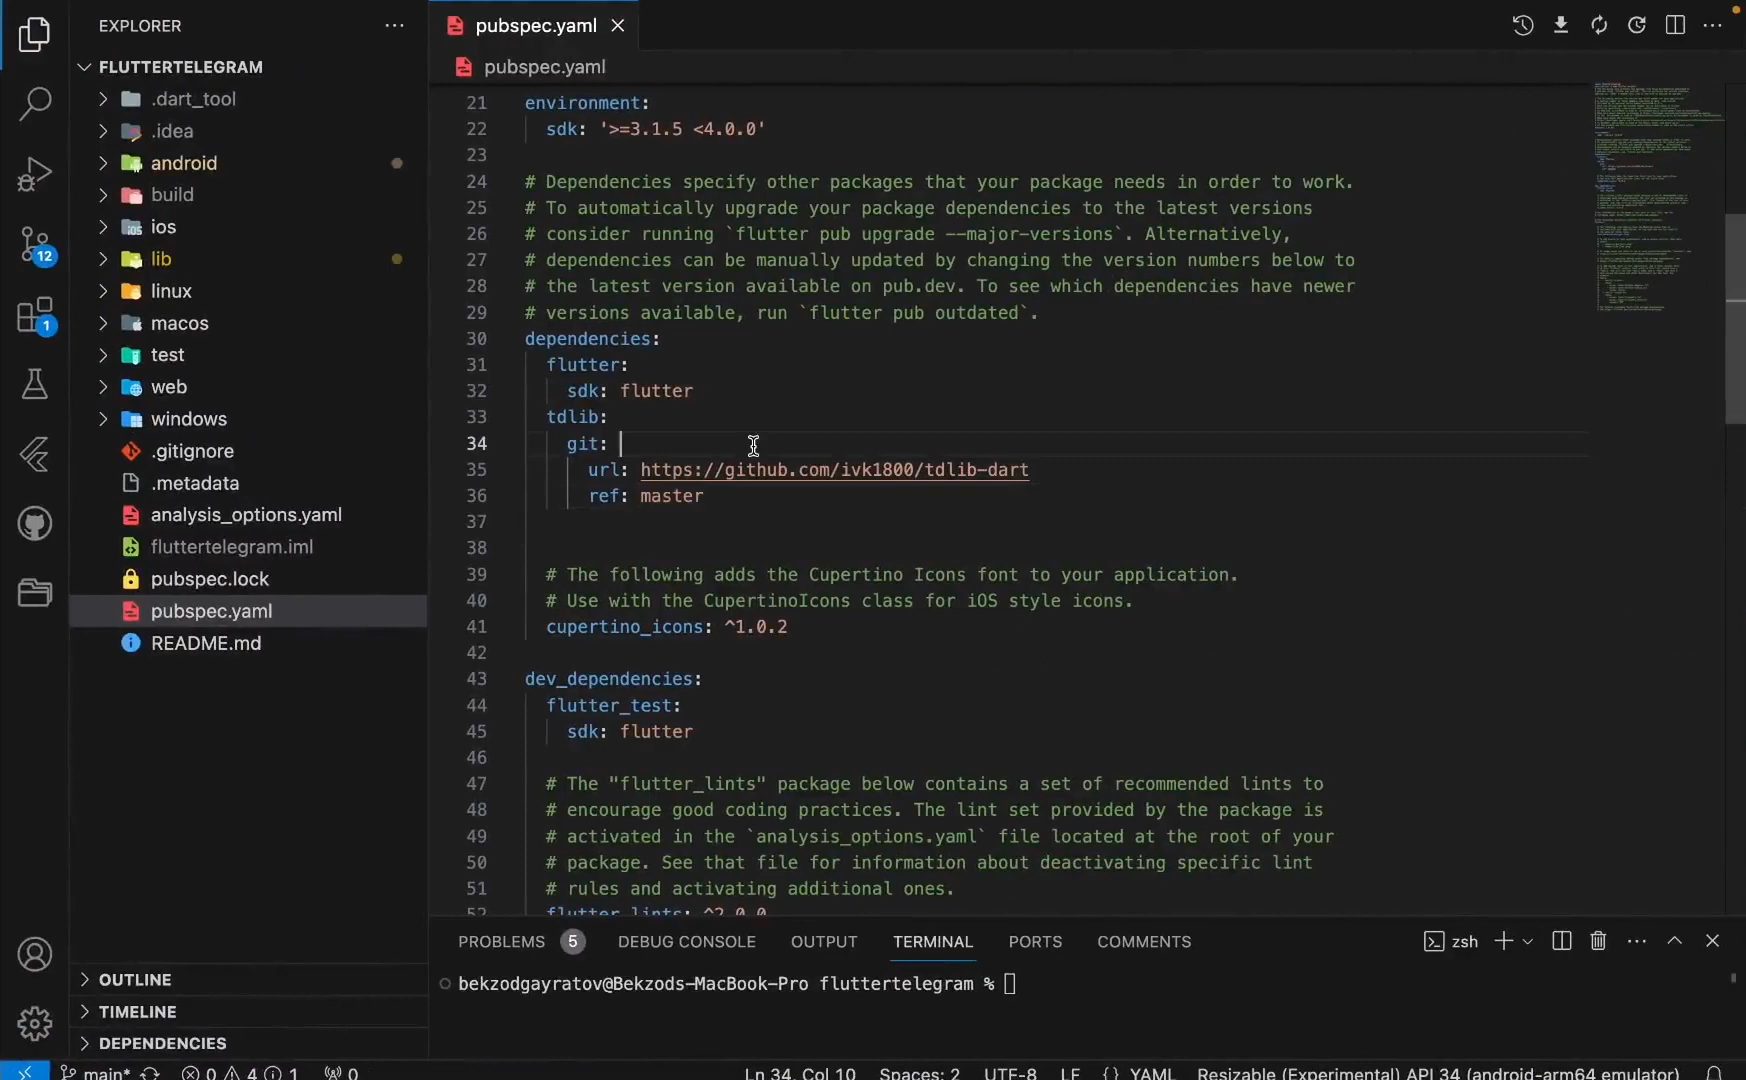 EXPLORER
FLUTTERTELEGRAM
.dart_tool
.idea
android
build
ios
lib
linux
macos
test
web
windows
.gitignore
.metadata
analysis_options.yaml
fluttertelegram.iml
pubspec.lock
pubspec.yaml
README.md
OUTLINE
TIMELINE
DEPENDENCIES
12
1
pubspec.yaml
pubspec.yaml
21 environment:
22 sdk: '>=3.1.5 <4.0.0'
23
24 # Dependencies specify other packages that your package needs in order to work.
25 # To automatically upgrade your package dependencies to the latest versions
26 # consider running `flutter pub upgrade --major-versions`. Alternatively,
27 # dependencies can be manually updated by changing the version numbers below to
28 # the latest version available on pub.dev. To see which dependencies have newer
29 # versions available, run `flutter pub outdated`.
30 dependencies:
31 flutter:
32 sdk: flutter
33 tdlib:
34 git:
35 url: https://github.com/ivk1800/tdlib-dart
36 ref: master
37
38
39 # The following adds the Cupertino Icons font to your application.
40 # Use with the CupertinoIcons class for iOS style icons.
41 cupertino_icons: ^1.0.2
42
43 dev_dependencies:
44 flutter_test:
45 sdk: flutter
46
47 # The "flutter_lints" package below contains a set of recommended lints to
48 # encourage good coding practices. The lint set provided by the package is
49 # activated in the `analysis_options.yaml` file located at the root of your
50 # package. See that file for information about deactivating specific lint
51 # rules and activating additional ones.
52 flutter_lints: ^2.0.0
PROBLEMS 5 DEBUG CONSOLE OUTPUT TERMINAL PORTS COMMENTS zsh
bekzodgayratov@Bekzods-MacBook-Pro fluttertelegram %
main* 0 4 1 0 Ln 34, Col 10 Spaces: 2 UTF-8 LF {} YAML Resizable (Experimental) API 34 (android-arm64 emulator)